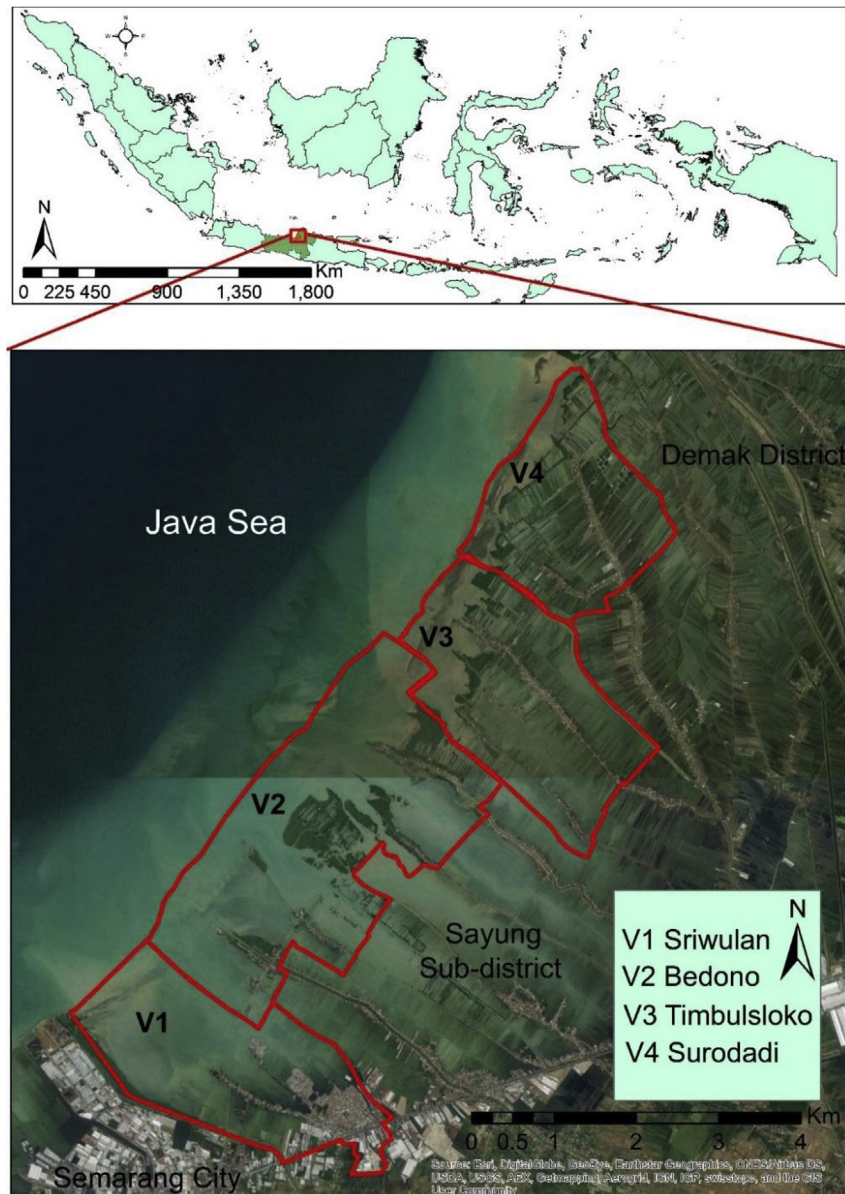 N
W E
S
N
Km
0 225 450 900 1,350 1,800
V4
Demak District
Java Sea
V3
V2
N
V1 Sriwulan
Sayung
Sub-district
V2 Bedono
V1
V3 Timbulsloko
V4 Surodadi
Km
0 0.5 1 2 3 4
Semarang City
Source: Esri, DigitalGlobe, GeoEye, Earthstar Geographics, CNES/Airbus DS,
USDA, USGS, AEX, Getmapping, Aerogrid, IGN, IGP, swisstopo, and the GIS
User Community